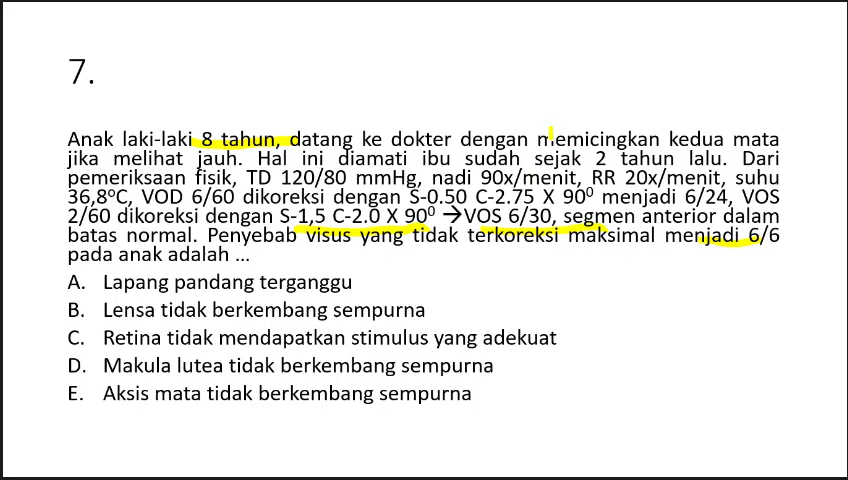 7.
Anak laki-laki 8 tahun, datang ke dokter dengan memicingkan kedua mata
jika melihat jauh. Hal ini diamati ibu sudah sejak 2 tahun lalu. Dari
pemeriksaan fisik, TD 120/80 mmHg, nadi 90x/menit, RR 20x/menit, suhu
36,8⁰C, VOD 6/60 dikoreksi dengan S-0.50 C-2.75 X 90⁰ menjadi 6/24, VOS
2/60 dikoreksi dengan S-1,5 C-2.0 X 90⁰ →VOS 6/30, segmen anterior dalam
batas normal. Penyebab visus yang tidak terkoreksi maksimal menjadi 6/6
pada anak adalah ...
A. Lapang pandang terganggu
B. Lensa tidak berkembang sempurna
C. Retina tidak mendapatkan stimulus yang adekuat
D. Makula lutea tidak berkembang sempurna
E. Aksis mata tidak berkembang sempurna